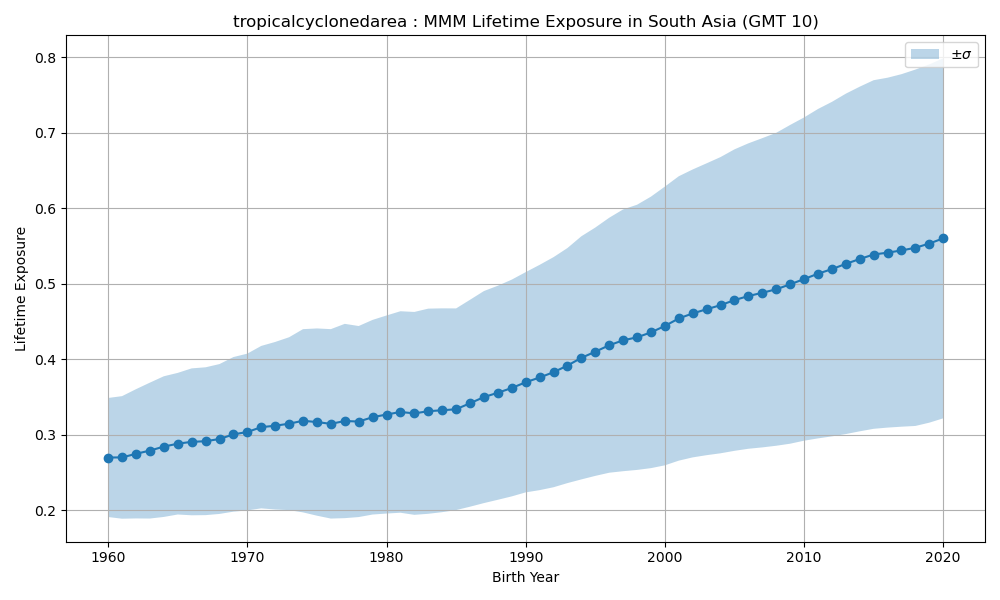 tropicalcyclonedarea : MMM Lifetime Exposure in South Asia (GMT 10)
±σ
0.8
0.7
0.6
0.5
0.4
0.3
0.2
Lifetime Exposure
1960 1970 1980 1990 2000 2010 2020
Birth Year